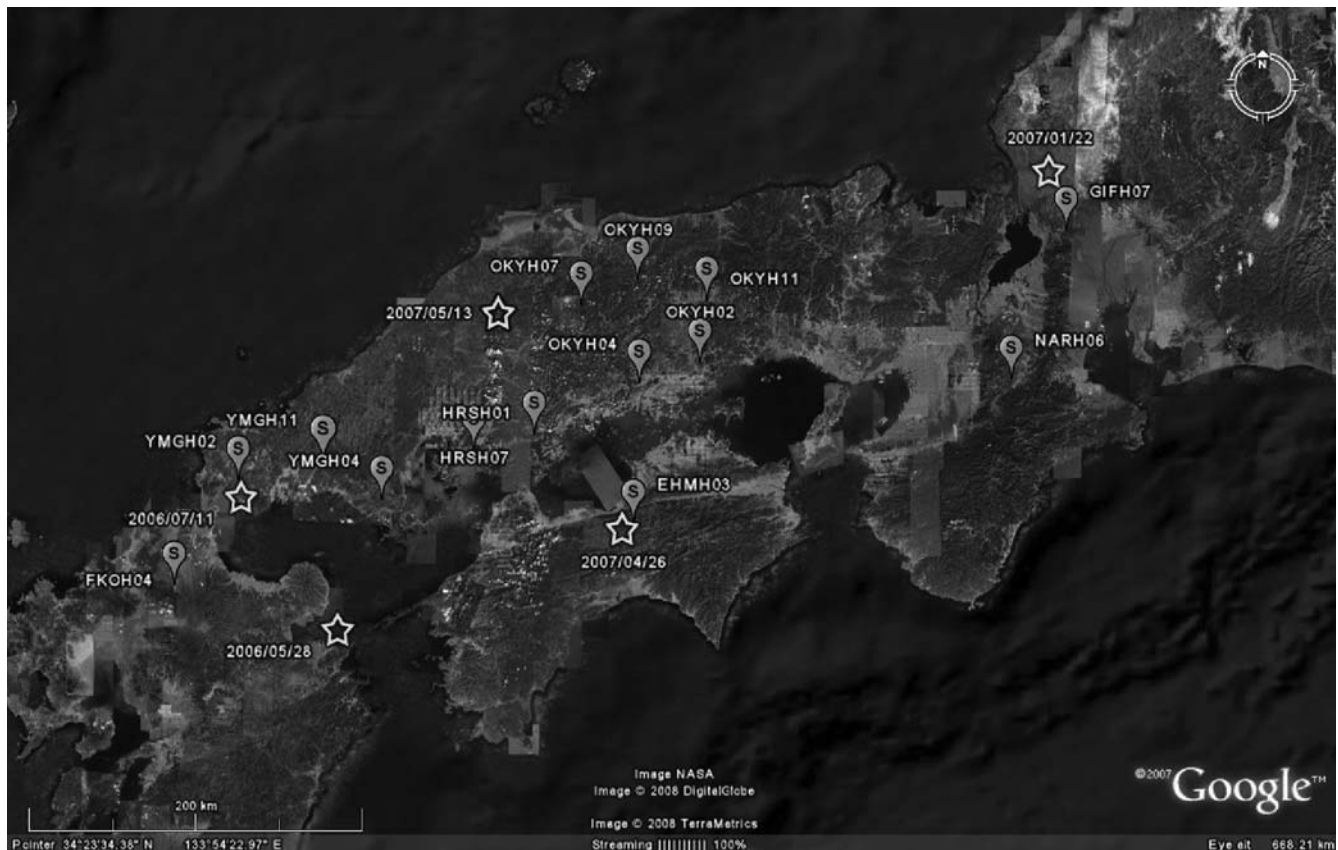 N
2007/01/22
S
S GIFH07
OKYH09
S
OKYH07 S
S OKYH11
2007/05/13
OKYH02
S
OKYH04 S
S NARH06
HRSH01 S
YMGH11 S
YMGH02 S
YMGH04 S
HRSH07
S EHMH03
2006/07/11
2007/04/26
S
FKOH04
2006/05/28
Image NASA
Image © 2008 DigitalGlobe
©2007 Google™
200 km
Image © 2008 TerraMetrics
Pointer 34°23'34.38" N 133°54'22.97" E Streaming |||||||||| 100% Eye alt 668.21 km